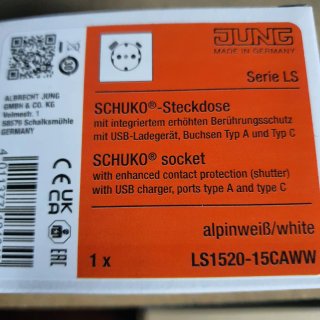 JUNG
MADE IN GERMANY
ALBRECHT JUNG
GMBH & CO. KG
Volmestr. 1
58579 Schalksmühle
GERMANY
Serie LS
SCHUKO®-Steckdose
mit integriertem erhöhten Berührungsschutz
mit USB-Ladegerät, Buchsen Typ A und Typ C
SCHUKO® socket
with enhanced contact protection (shutter)
with USB charger, ports type A and type C
CE
UK
CA
EAC
alpinweiß/white
1 x
LS1520-15CAWW